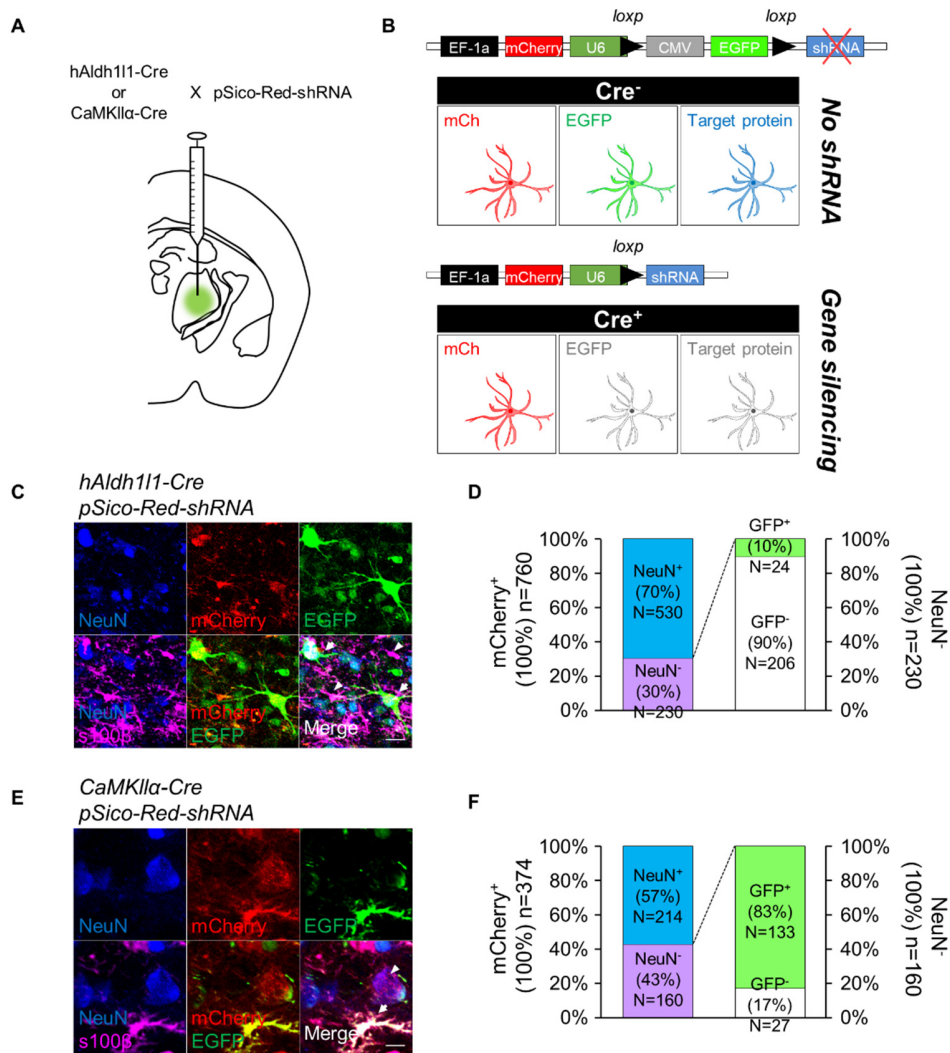 A
hAldh1l1-Cre
or
CaMKllα-Cre
X pSico-Red-shRNA
B
loxp loxp
EF-1a mCherry U6 CMV EGFP shRNA
Cre-
mCh EGFP Target protein
No shRNA
loxp
EF-1a mCherry U6 shRNA
Cre+
mCh EGFP Target protein
Gene silencing
C
hAldh1l1-Cre
pSico-Red-shRNA
NeuN mCherry EGFP
NeuN mCherry
s100β EGFP Merge
D
mCherry+
(100%) n=760
100%
80%
60%
40%
20%
0%
NeuN+
(70%)
N=530
NeuN-
(30%)
N=230
GFP+
(10%)
N=24
GFP-
(90%)
N=206
100%
80%
60%
40%
20%
0%
NeuN-
(100%) n=230
E
CaMKllα-Cre
pSico-Red-shRNA
NeuN mCherry EGFP
NeuN mCherry
s100β EGFP Merge
F
mCherry+
(100%) n=374
100%
80%
60%
40%
20%
0%
NeuN+
(57%)
N=214
NeuN-
(43%)
N=160
GFP+
(83%)
N=133
GFP-
(17%)
N=27
100%
80%
60%
40%
20%
0%
NeuN-
(100%) n=160